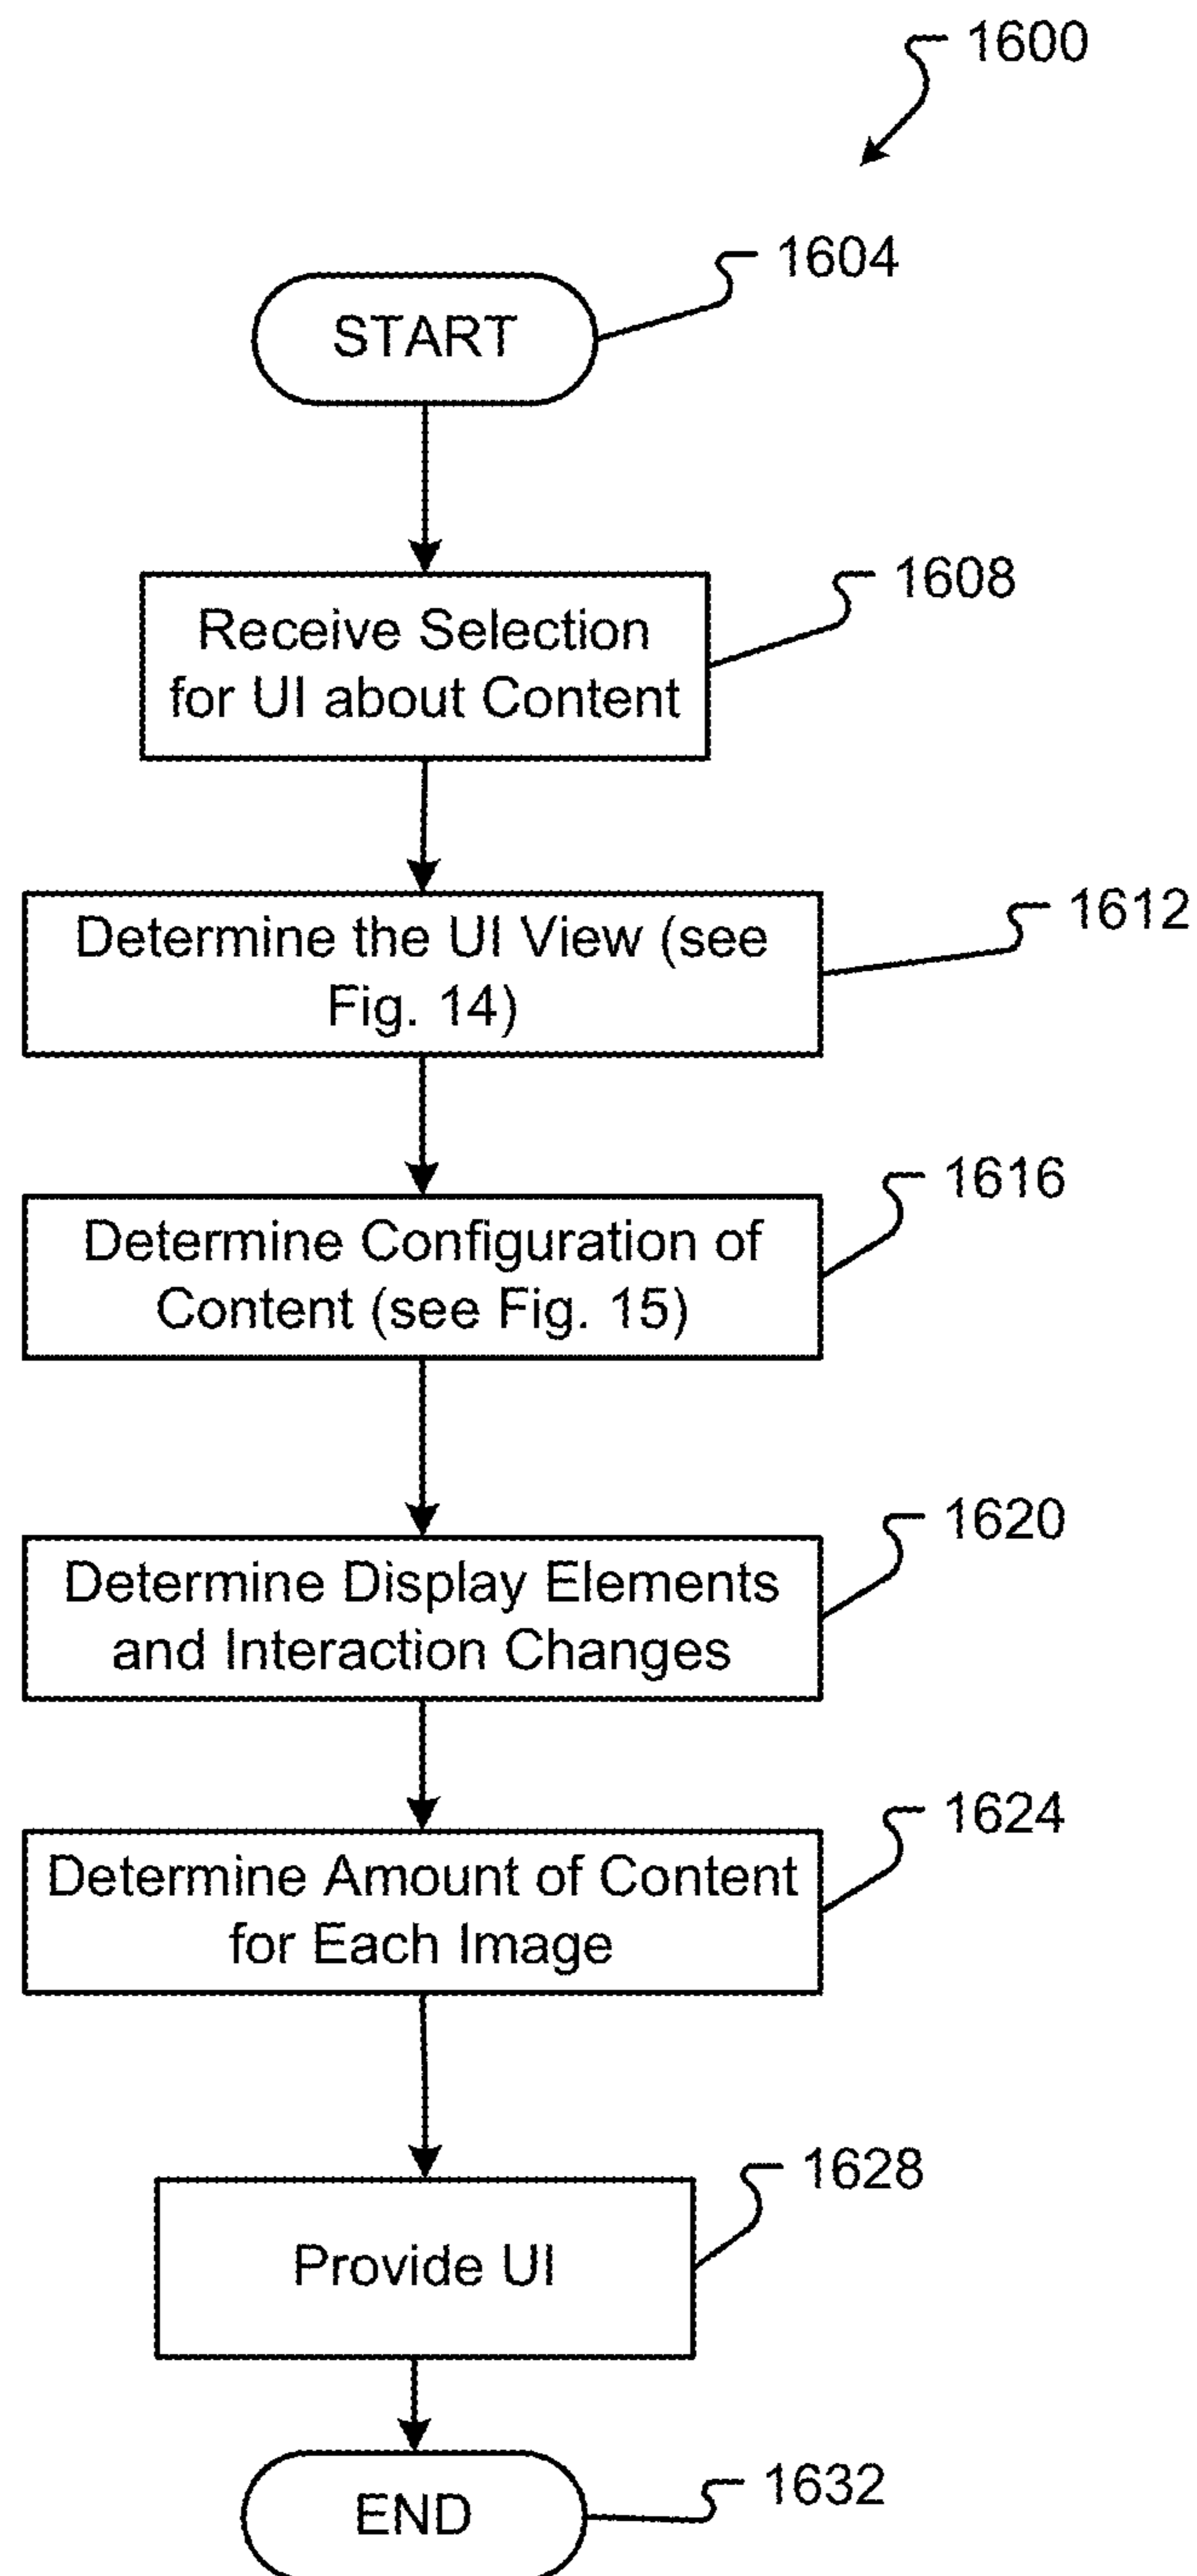 1600
1604
START
1608
Receive Selection
for UI about Content
1612
Determine the UI View (see
Fig. 14)
1616
Determine Configuration of
Content (see Fig. 15)
1620
Determine Display Elements
and Interaction Changes
1624
Determine Amount of Content
for Each Image
1628
Provide UI
1632
END